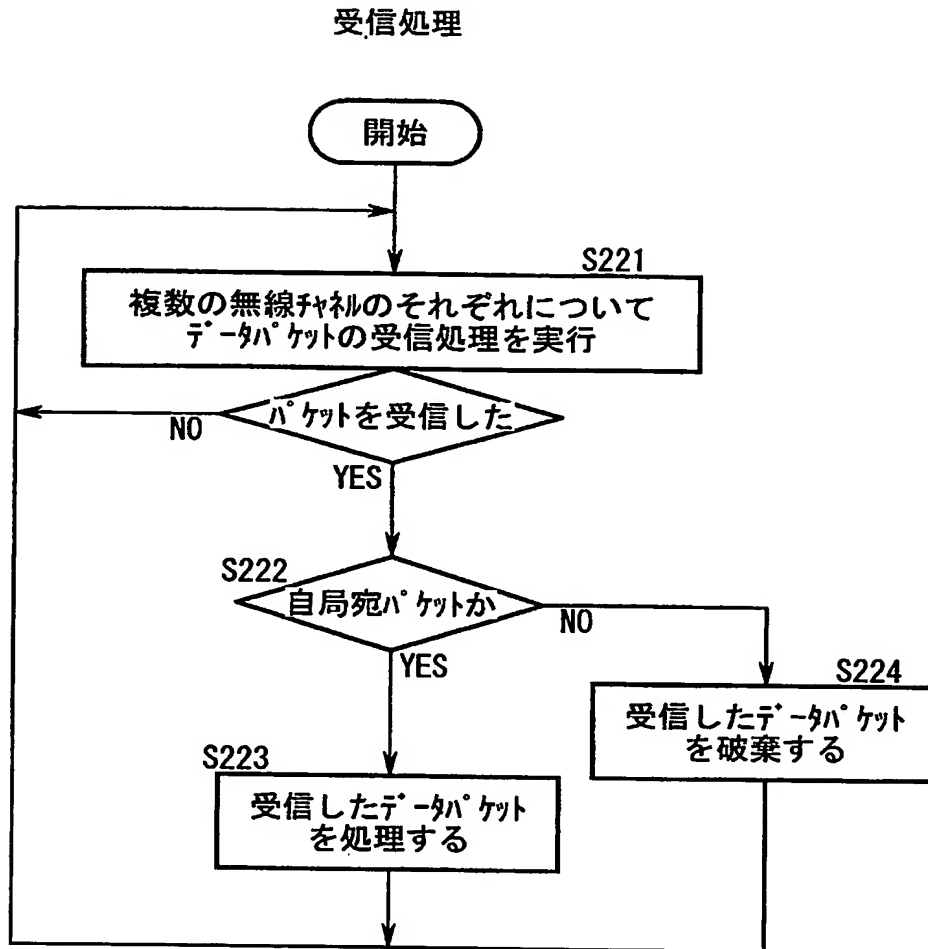 受信処理
開始
S221
複数の無線ﾁｬﾈﾙのそれぞれについて
ﾃﾞｰﾀﾊﾟｹｯﾄの受信処理を実行
ﾊﾟｹｯﾄを受信した
NO
YES
S222
自局宛ﾊﾟｹｯﾄか
NO
YES
S224
受信したﾃﾞｰﾀﾊﾟｹｯﾄ
を破棄する
S223
受信したﾃﾞｰﾀﾊﾟｹｯﾄ
を処理する